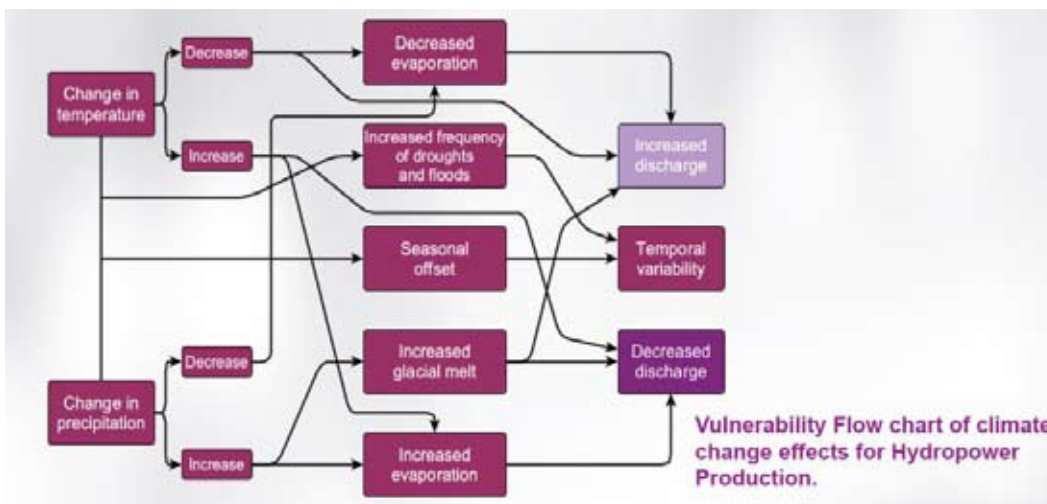 Change in
temperature
Decrease
Increase
Decreased
evaporation
Increased frequency
of droughts
and floods
Seasonal
offset
Increased
discharge
Temporal
variability
Change in
precipitation
Decrease
Increase
Increased
glacial melt
Increased
evaporation
Decreased
discharge
Vulnerability Flow chart of climate
change effects for Hydropower
Production.